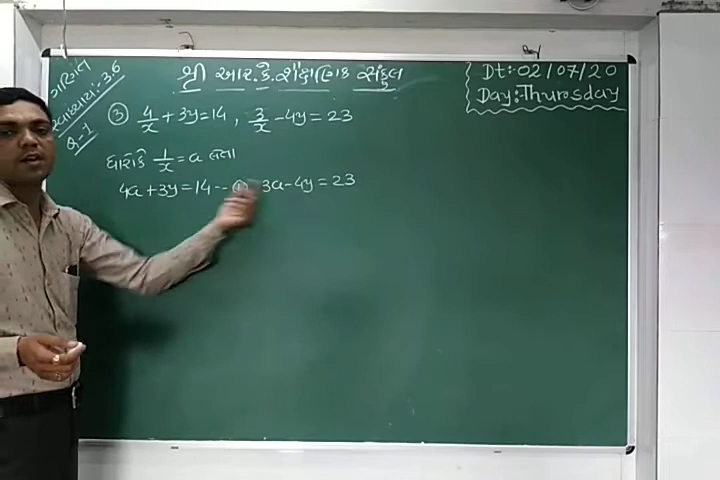 શ્રી આર.કે.શૈક્ષણિક સંકુલ
Dt:-02/07/20
Day:Thursday
ગણિત
સ્વાધ્યાય:-3.6
Q-1
③ 4/x + 3y = 14 , 3/x - 4y = 23
ધારોકે 1/x = a લેતા
4a + 3y = 14 -- ① 3a - 4y = 23